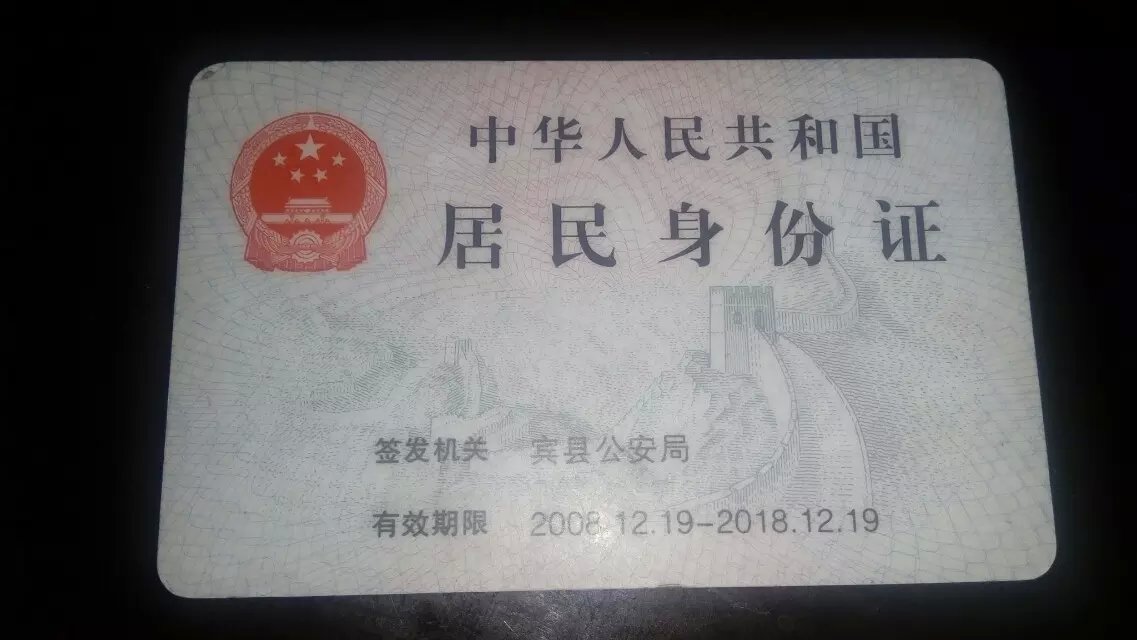 中华人民共和国
居民身份证
签发机关 宾县公安局
有效期限 2008.12.19-2018.12.19